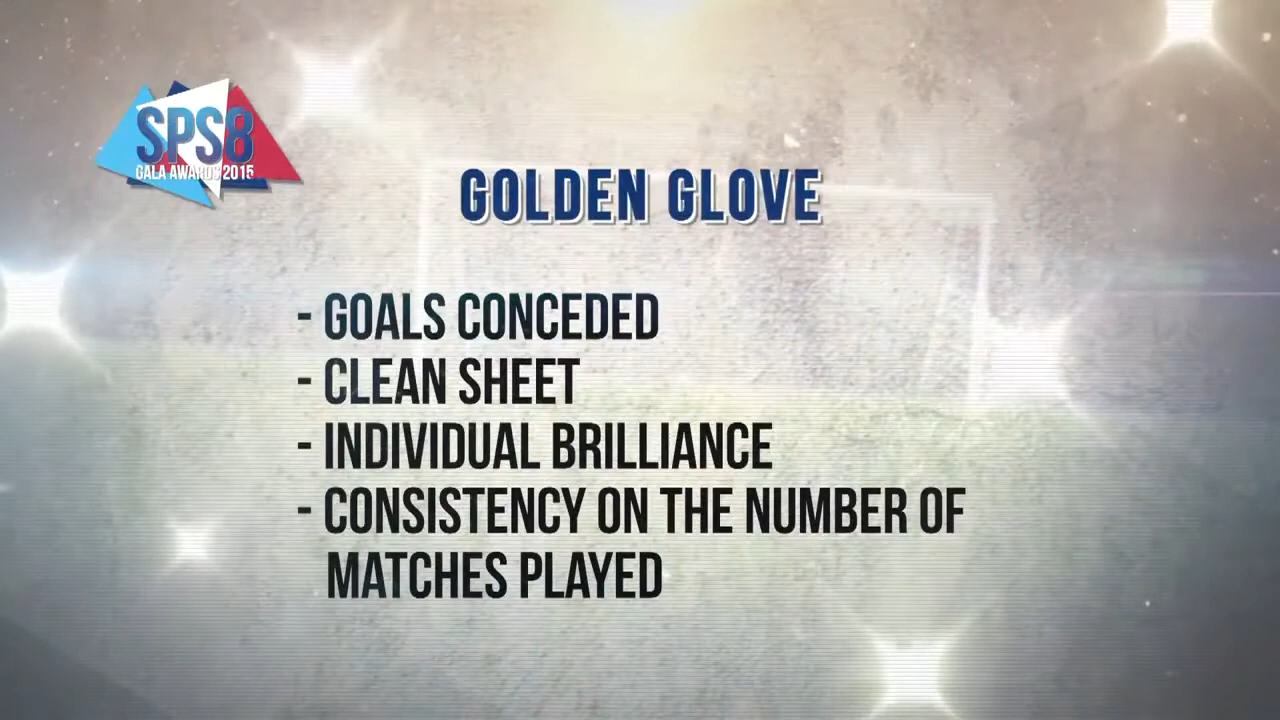 SPS8
GALA AWARDS 2015
GOLDEN GLOVE
- GOALS CONCEDED
- CLEAN SHEET
- INDIVIDUAL BRILLIANCE
- CONSISTENCY ON THE NUMBER OF
MATCHES PLAYED